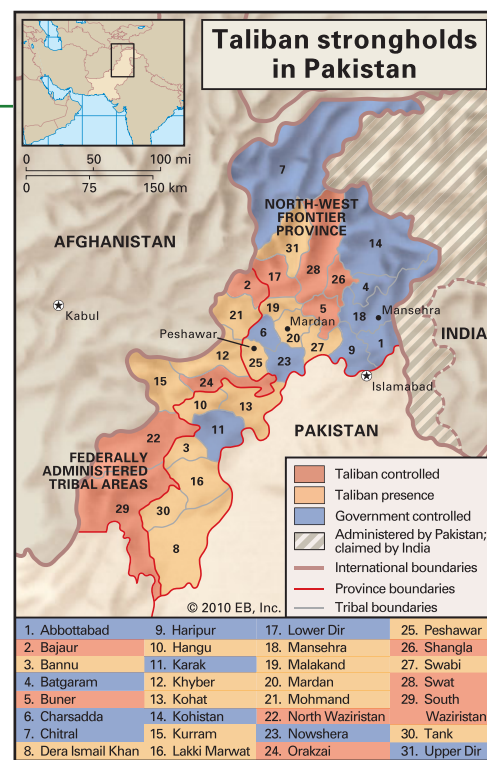 Taliban strongholds
in Pakistan
0 50 100 mi
0 75 150 km
7
NORTH-WEST
FRONTIER
PROVINCE
14
31
AFGHANISTAN
17
28
26
2
4
19
5
18
Mansehra
21
Mardan
Kabul
6
20
Peshawar
1
INDIA
27
9
12
25
23
15
24
Islamabad
10
13
11
PAKISTAN
22
3
FEDERALLY
ADMINISTERED
TRIBAL AREAS
16
29
30
8
Taliban controlled
Taliban presence
Government controlled
Administered by Pakistan;
claimed by India
International boundaries
Province boundaries
Tribal boundaries
© 2010 EB, Inc.
1. Abbottabad
2. Bajaur
3. Bannu
4. Batgaram
5. Buner
6. Charsadda
7. Chitral
8. Dera Ismail Khan
9. Haripur
10. Hangu
11. Karak
12. Khyber
13. Kohat
14. Kohistan
15. Kurram
16. Lakki Marwat
17. Lower Dir
18. Mansehra
19. Malakand
20. Mardan
21. Mohmand
22. North Waziristan
23. Nowshera
24. Orakzai
25. Peshawar
26. Shangla
27. Swabi
28. Swat
29. South
Waziristan
30. Tank
31. Upper Dir